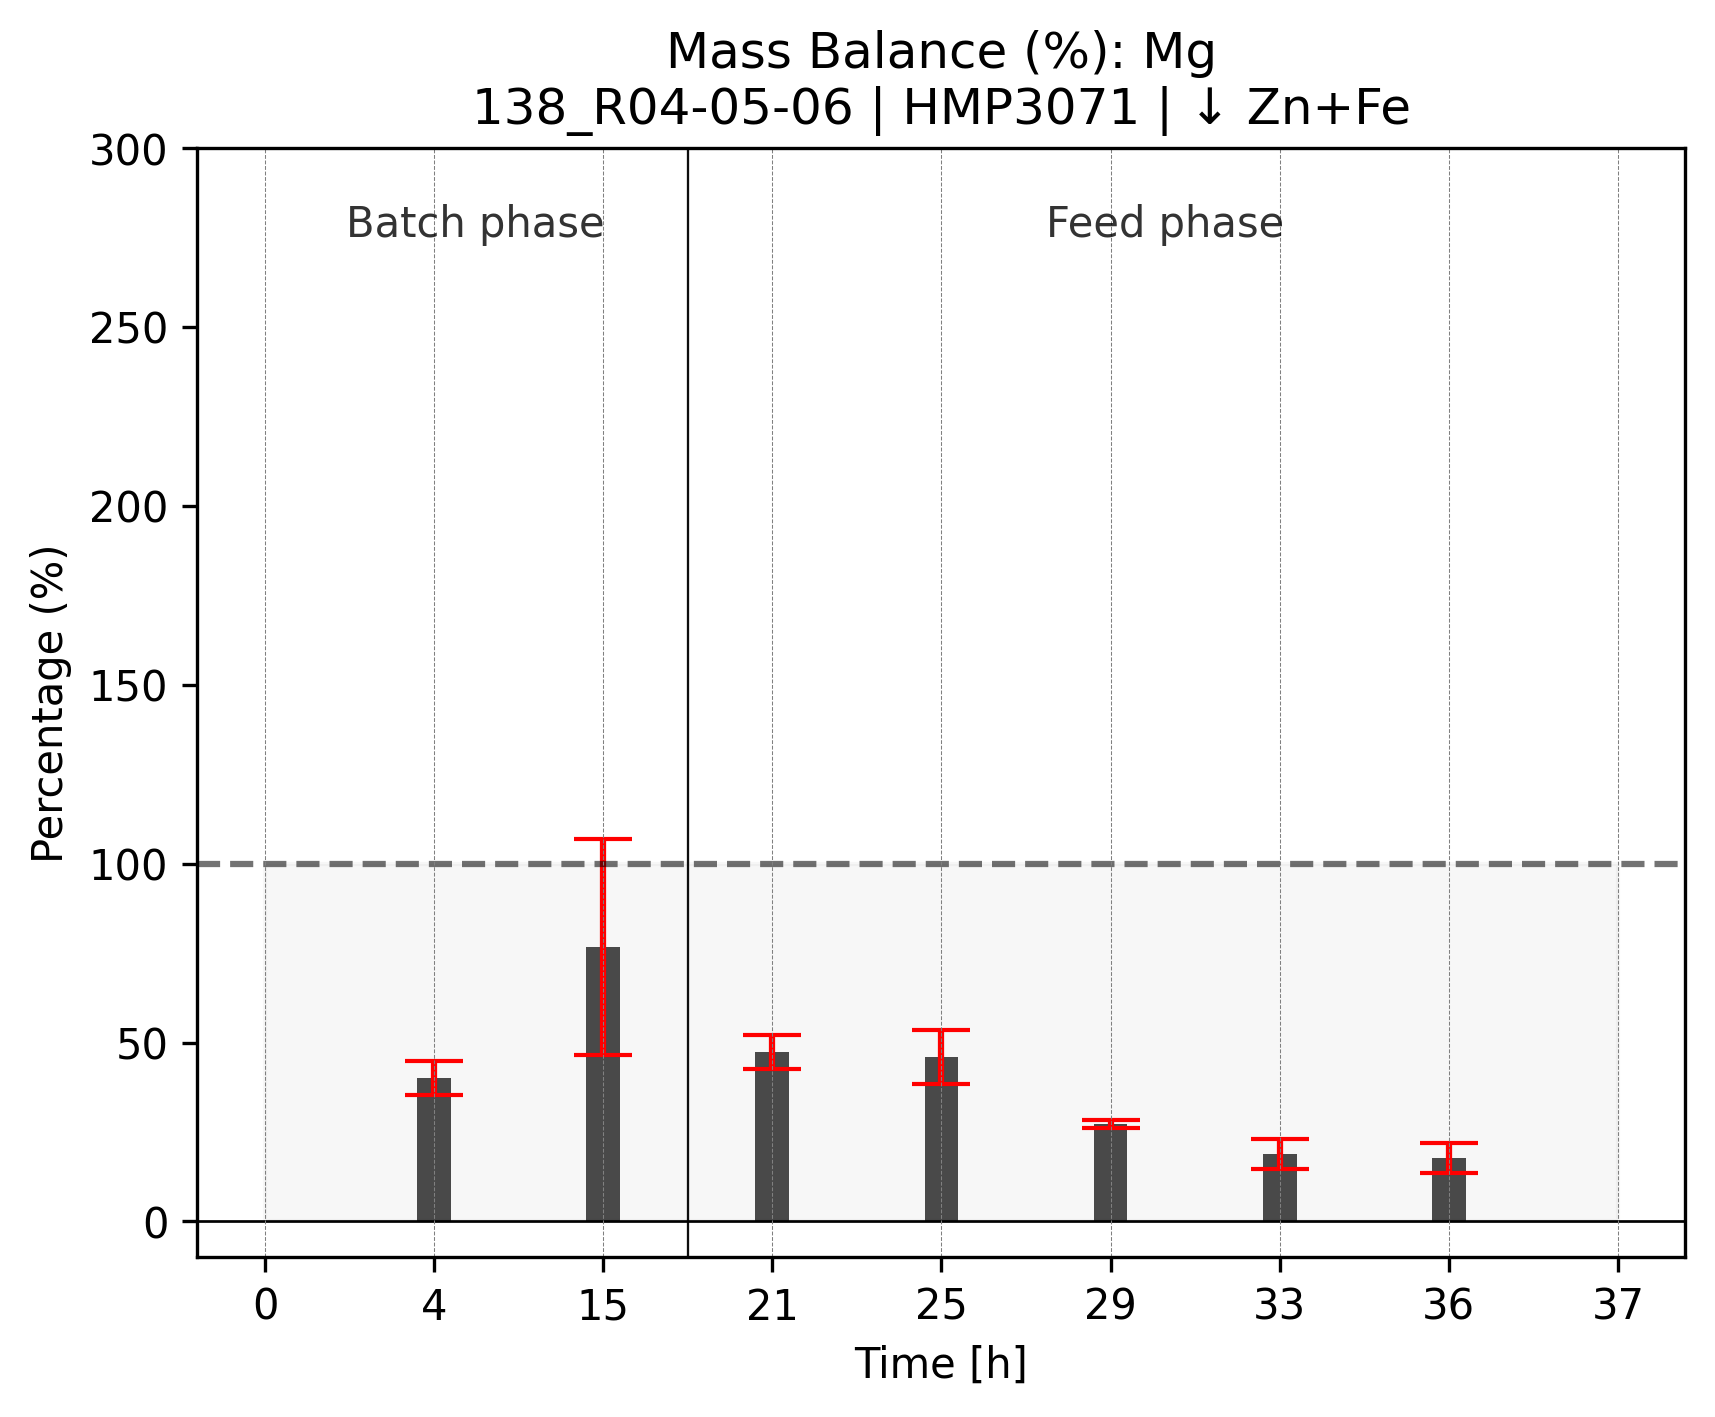 Mass Balance (%): Mg
138_R04-05-06 | HMP3071 | ↓ Zn+Fe
300
250
200
150
100
50
0
Percentage (%)
Batch phase
Feed phase
0 4 15 21 25 29 33 36 37
Time [h]